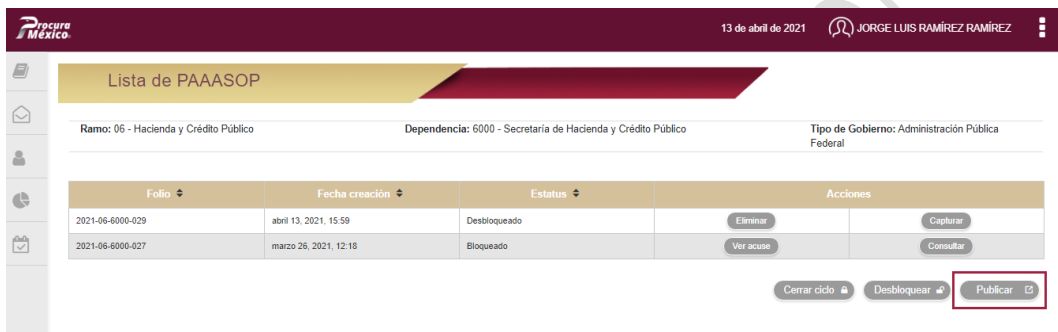 Procura
México.
13 de abril de 2021
JORGE LUIS RAMÍREZ RAMÍREZ
Lista de PAAASOP
Ramo: 06 - Hacienda y Crédito Público
Dependencia: 6000 - Secretaría de Hacienda y Crédito Público
Tipo de Gobierno: Administración Pública
Federal
Folio Fecha creación Estatus Acciones
2021-06-6000-029 abril 13, 2021, 15:59 Desbloqueado Eliminar Capturar
2021-06-6000-027 marzo 26, 2021, 12:18 Bloqueado Ver acuse Consultar
Cerrar ciclo Desbloquear Publicar